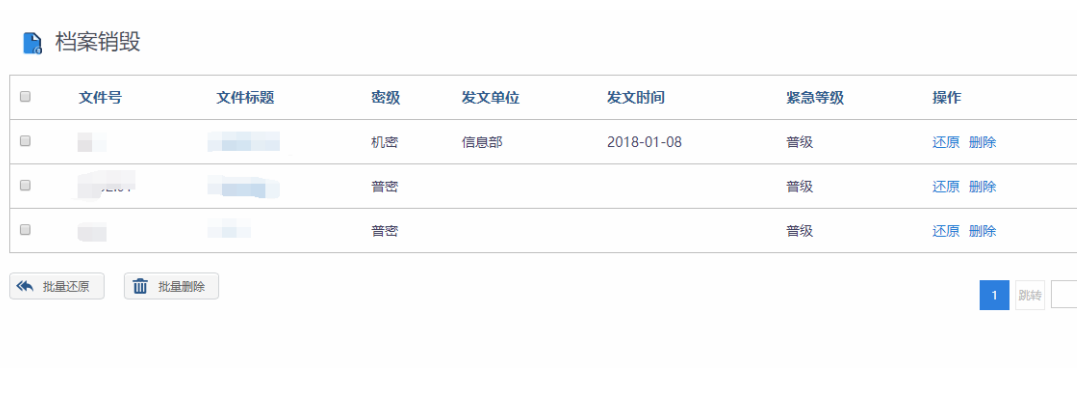 档案销毁
文件号 文件标题 密级 发文单位 发文时间 紧急等级 操作
机密 信息部 2018-01-08 普级 还原 删除
普密 普级 还原 删除
普密 普级 还原 删除
批量还原 批量删除
1 跳转